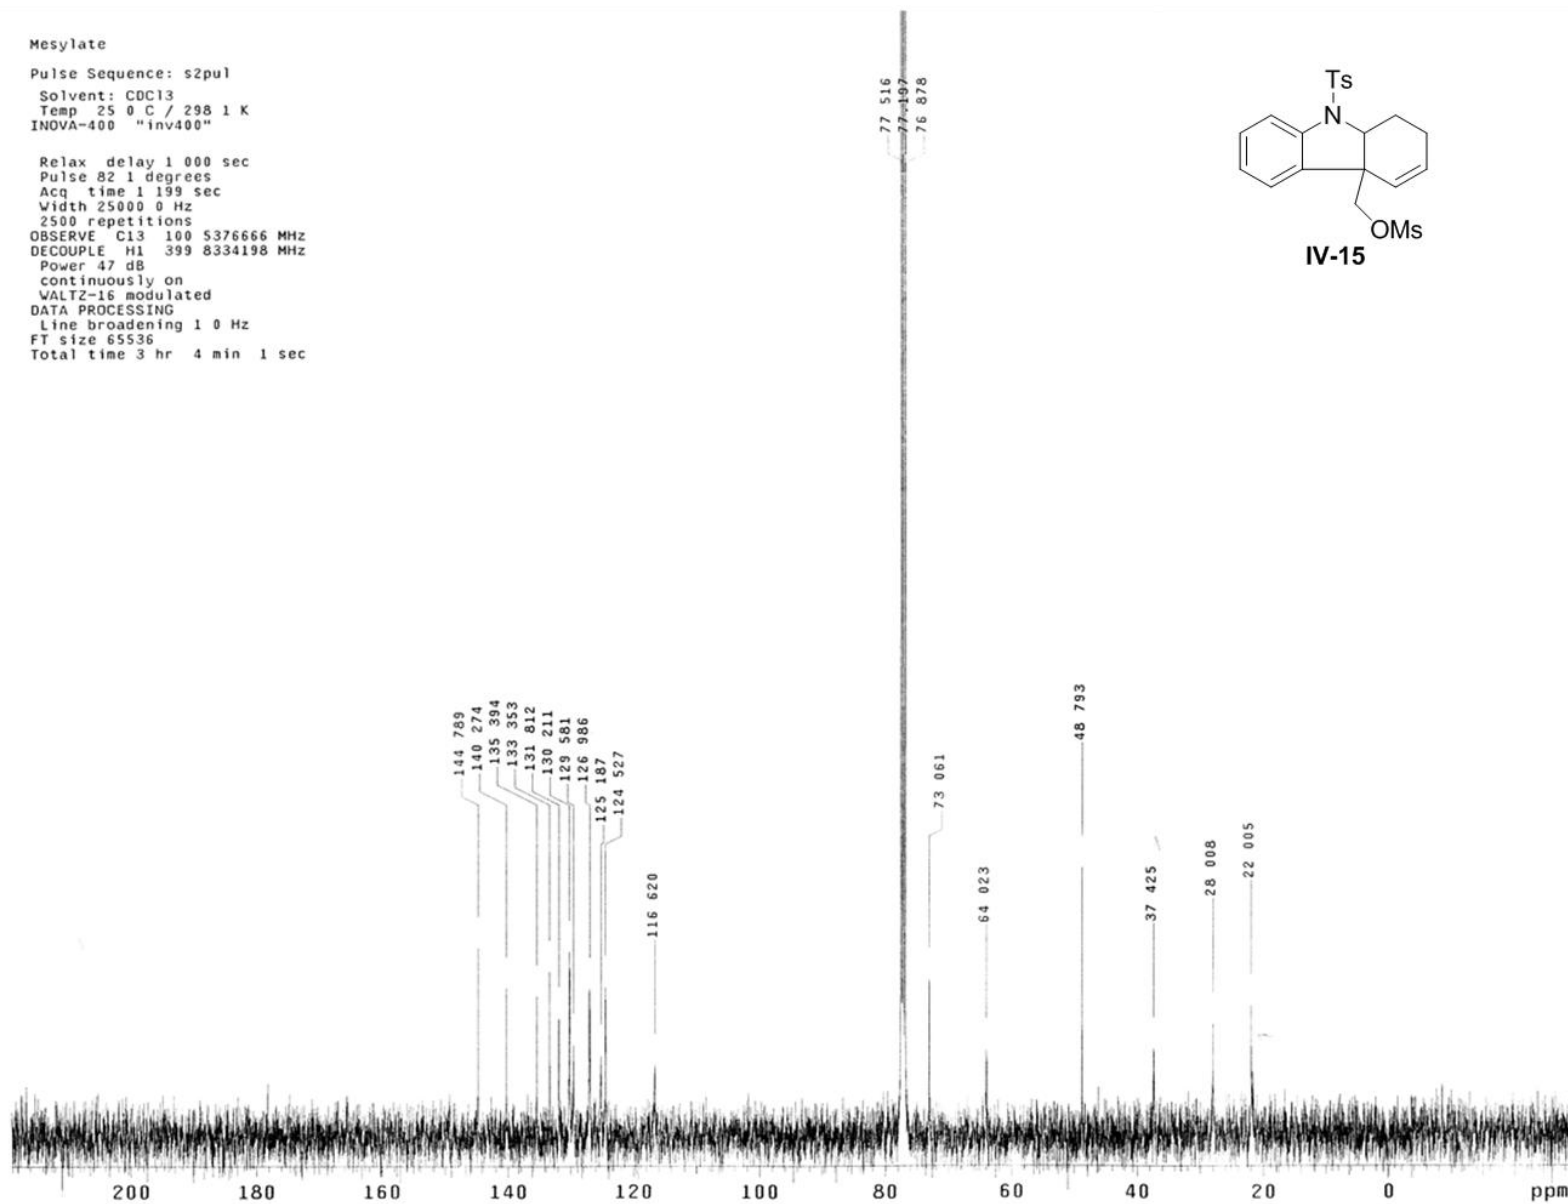 Mesylate
Pulse Sequence: s2pul
Solvent: CDCl3
Temp 25 0 C / 298 1 K
INOVA-400 "inv400"
Relax delay 1 000 sec
Pulse 82 1 degrees
Acq time 1 199 sec
Width 25000 0 Hz
2500 repetitions
OBSERVE C13 100 5376666 MHz
DECOUPLE H1 399 8334198 MHz
Power 47 dB
continuously on
WALTZ-16 modulated
DATA PROCESSING
Line broadening 1 0 Hz
FT size 65536
Total time 3 hr 4 min 1 sec
77 516
77.197
76 878
Ts
N
OMs
IV-15
144 789
140 274
135 394
133 353
131 812
130 211
129 581
126 986
125 187
124 527
116 620
73 061
64 023
48 793
37 425
28 008
22 005
200 180 160 140 120 100 80 60 40 20 0 ppm